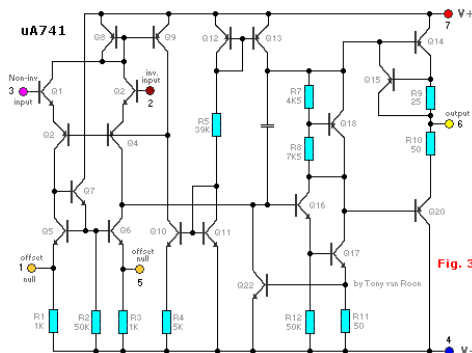 uA741
Q8
Q9
Q12
Q13
7
V+
Q14
Non-inv
3
input
Q1
Q2
inv.
input
2
Q15
R7
4K5
R9
25
R5
39K
Q18
output
6
Q2
Q4
R8
7K5
R10
50
Q7
Q5
Q6
Q10
Q11
Q16
Q20
offset
1
null
offset
null
5
Q17
Q22
by Tony van Roon
Fig. 3
R1
1K
R2
50K
R3
1K
R4
5K
R12
50K
R11
50
4
V-